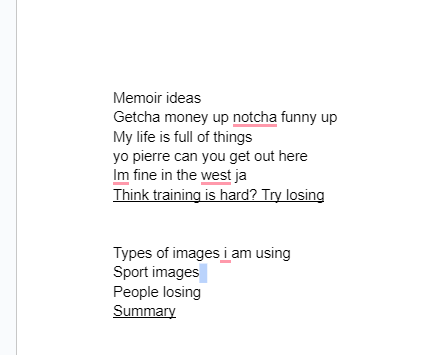 Memoir ideas
Getcha money up notcha funny up
My life is full of things
yo pierre can you get out here
Im fine in the west ja
Think training is hard? Try losing
Types of images i am using
Sport images
People losing
Summary